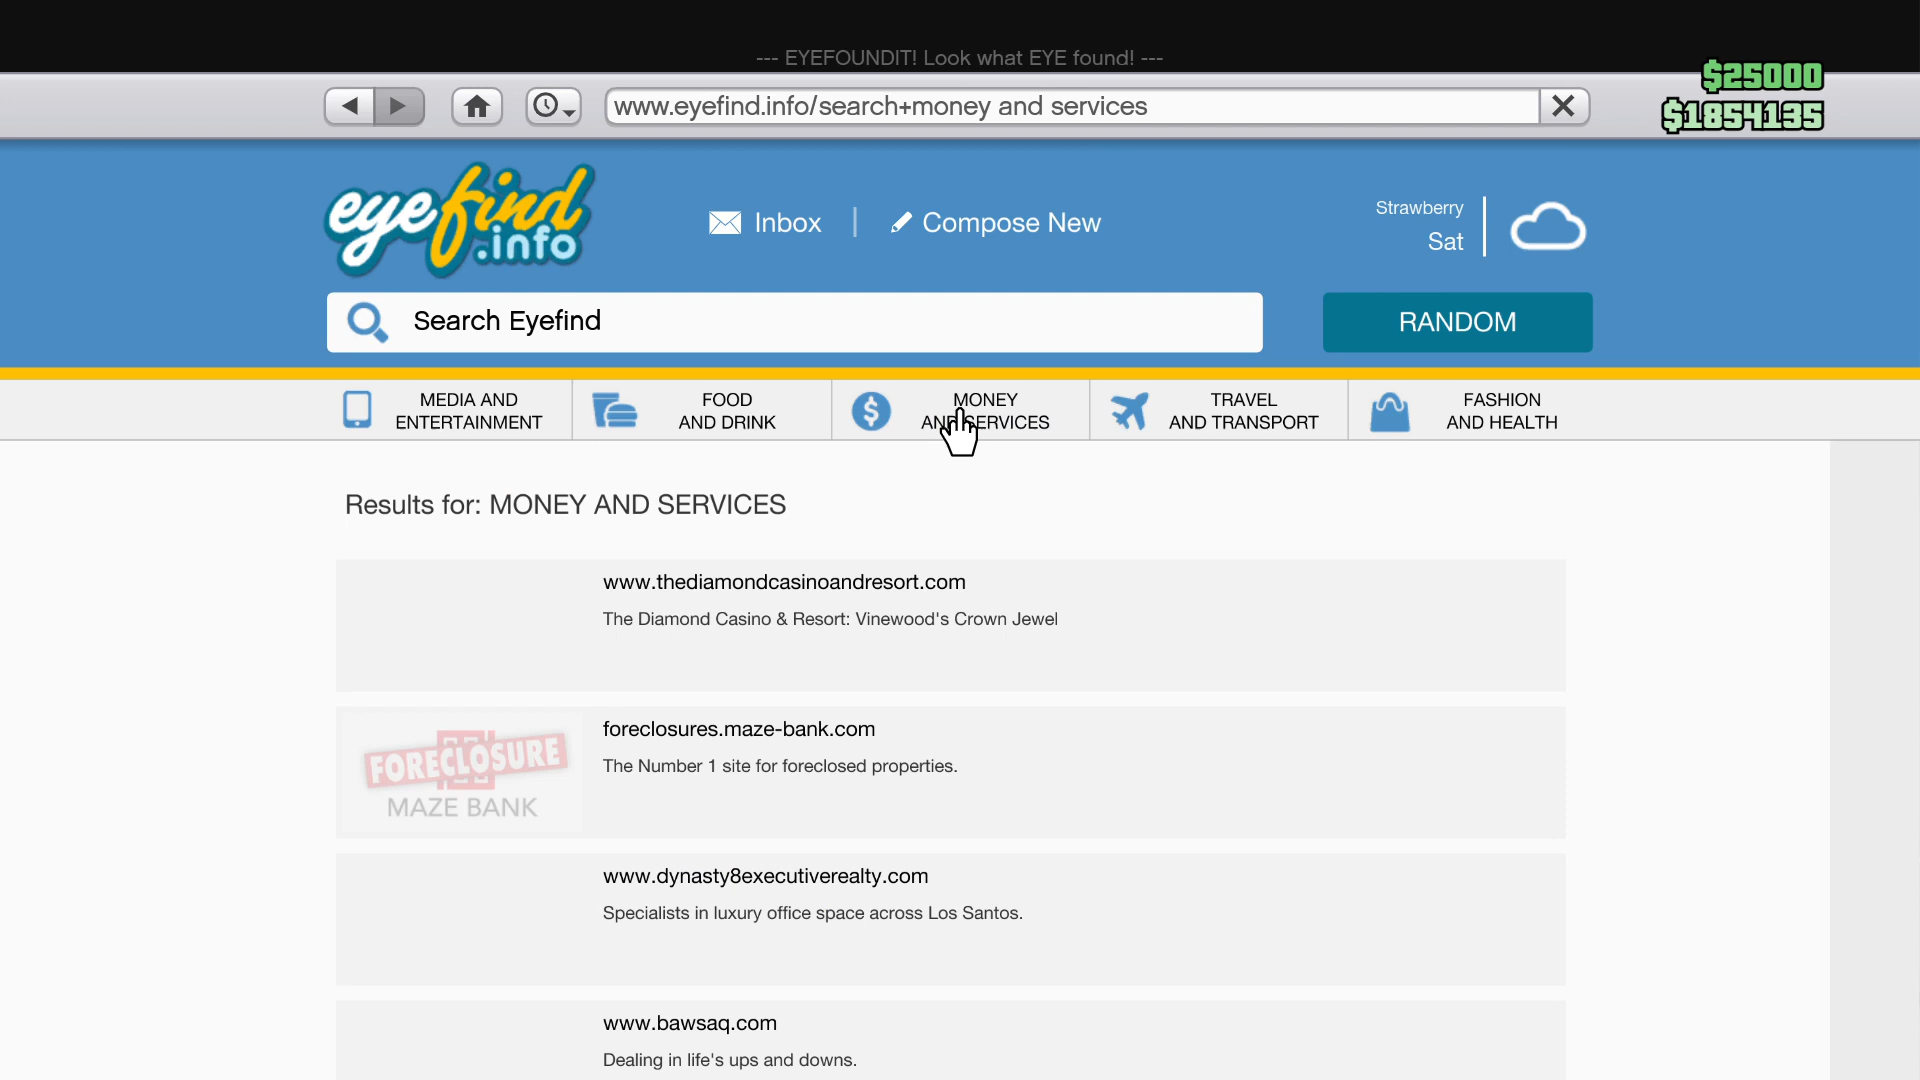 --- EYEFOUNDIT! Look what EYE found! ---
$25000
www.eyefind.info/search+money and services
$1854135
eyefind
.info
Inbox
Compose New
Strawberry
Sat
Search Eyefind
RANDOM
MEDIA AND
ENTERTAINMENT
FOOD
AND DRINK
MONEY
AND SERVICES
TRAVEL
AND TRANSPORT
FASHION
AND HEALTH
Results for: MONEY AND SERVICES
www.thediamondcasinoandresort.com
The Diamond Casino & Resort: Vinewood's Crown Jewel
FORECLOSURE
MAZE BANK
foreclosures.maze-bank.com
The Number 1 site for foreclosed properties.
www.dynasty8executiverealty.com
Specialists in luxury office space across Los Santos.
www.bawsaq.com
Dealing in life's ups and downs.